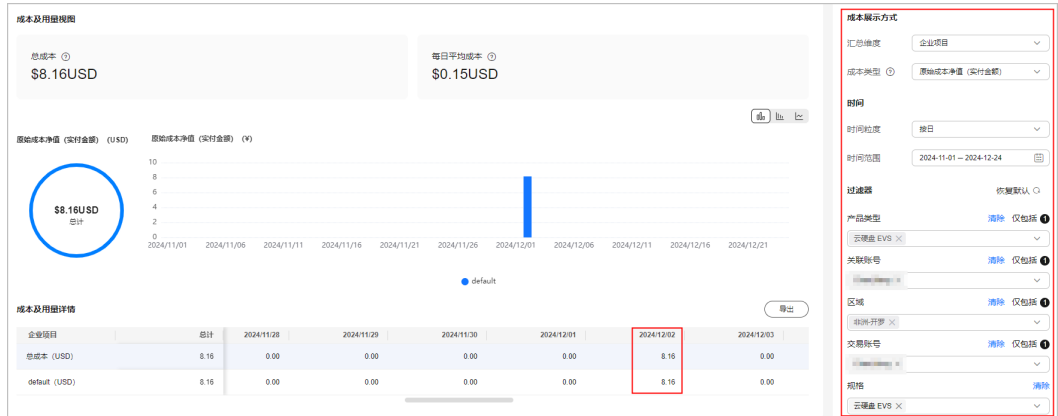 成本及用量视图
总成本 ?
$8.16USD
每日平均成本 ?
$0.15USD
原始成本净值（实付金额）（USD）
原始成本净值（实付金额）（¥）
$8.16USD
总计
10
8
6
4
2
0
2024/11/01 2024/11/06 2024/11/11 2024/11/16 2024/11/21 2024/11/26 2024/12/01 2024/12/06 2024/12/11 2024/12/16 2024/12/21
default
成本及用量详情
导出
企业项目 总计 2024/11/28 2024/11/29 2024/11/30 2024/12/01 2024/12/02 2024/12/03
总成本（USD） 8.16 0.00 0.00 0.00 0.00 8.16 0.00
default（USD） 8.16 0.00 0.00 0.00 0.00 8.16 0.00
成本展示方式
汇总维度 企业项目
成本类型 ? 原始成本净值（实付金额）
时间
时间粒度 按日
时间范围 2024-11-01 – 2024-12-24
过滤器 恢复默认
产品类型 清除 仅包括 1
云硬盘 EVS ×
关联账号 清除 仅包括 1
区域 清除 仅包括 1
非洲-开罗 ×
交易账号 清除 仅包括 1
规格 清除
云硬盘 EVS ×